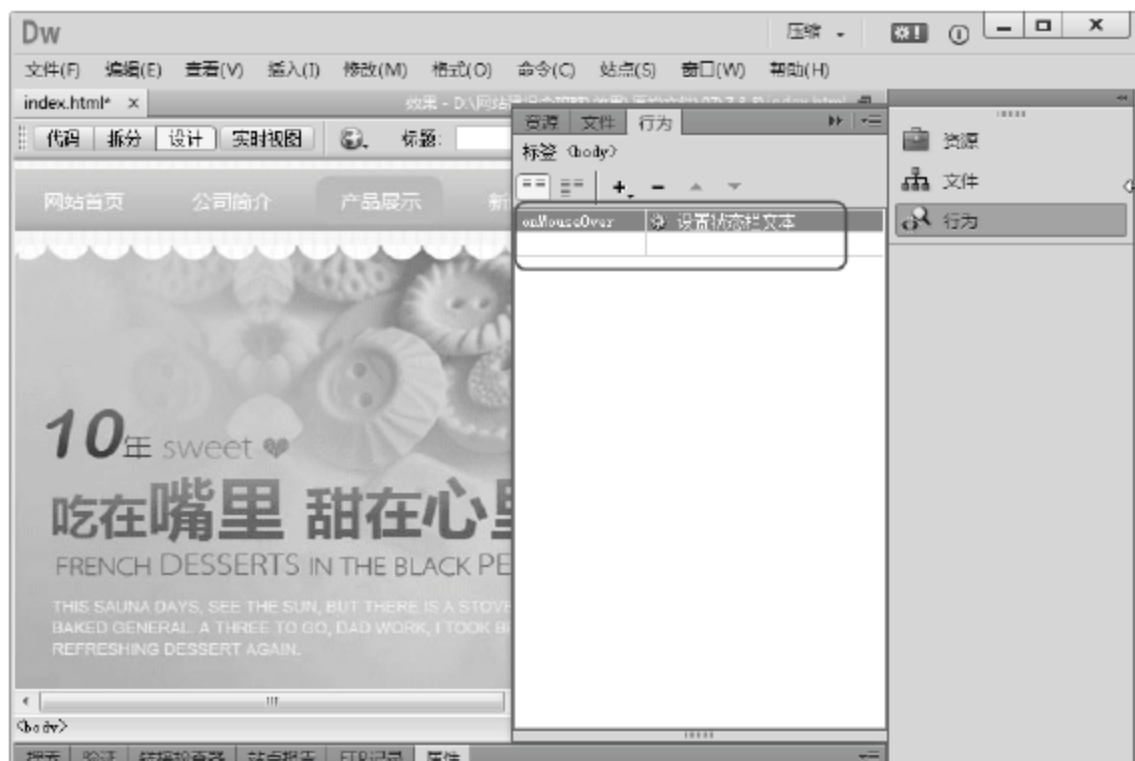 Dw
压缩
文件(F) 编辑(E) 查看(V) 插入(I) 修改(M) 格式(O) 命令(C) 站点(S) 窗口(W) 帮助(H)
index.html* ×
效果 - D:\网站
代码 拆分 设计 实时视图 标题:
资源 文件 行为
标签 <body>
onMouseOver 设置状态栏文本
资源
文件
行为
网站首页 公司简介 产品展示 新
10年 sweet
吃在嘴里 甜在心里
FRENCH DESSERTS IN THE BLACK PE
THIS SAUNA DAYS, SEE THE SUN, BUT THERE IS A STOVE
BAKED GENERAL. A THREE TO GO, DAD WORK, I TOOK
REFRESHING DESSERT AGAIN.
<body>
搜索 验证 链接检查器 站点报告 FTP记录 属性